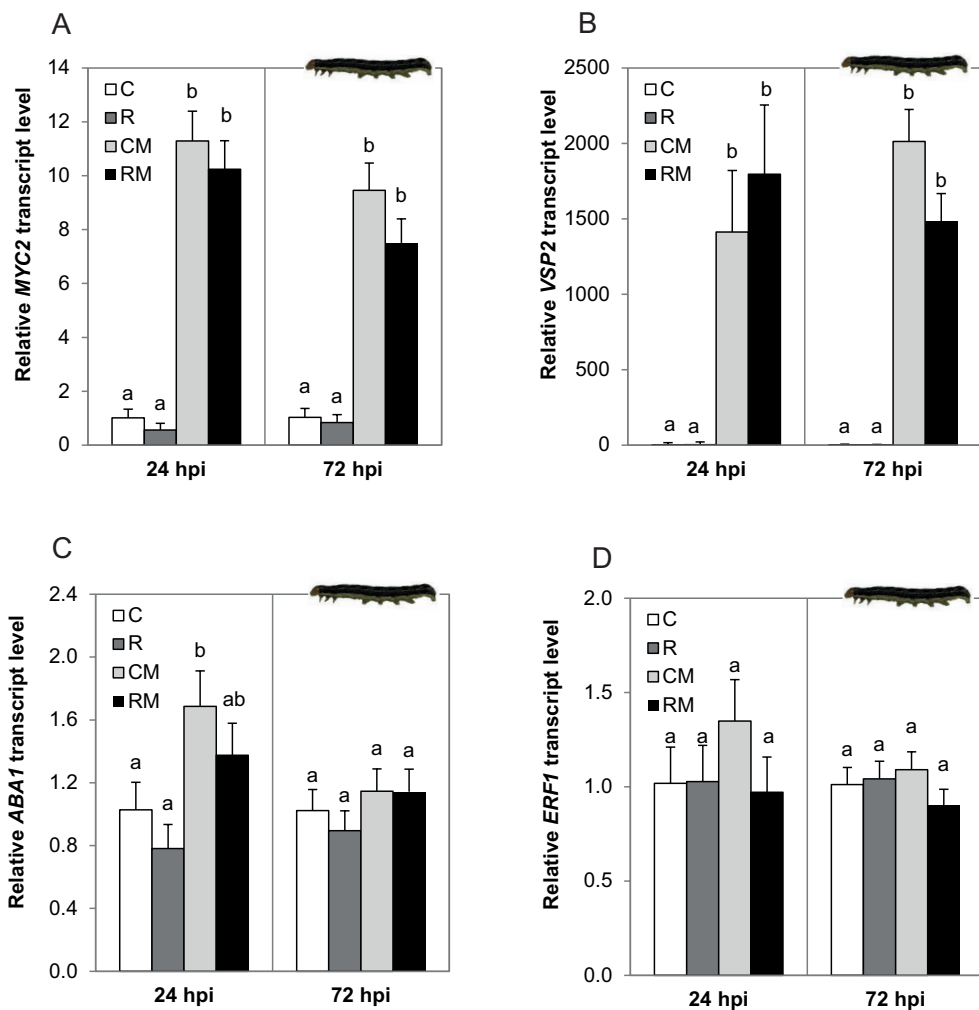 A
Relative MYC2 transcript level
14
12
10
8
6
4
2
0
C
R
CM
RM
a
a
b
b
a
a
b
b
24 hpi
72 hpi
B
Relative VSP2 transcript level
2500
2000
1500
1000
500
0
C
R
CM
RM
a
a
b
b
a
a
b
b
24 hpi
72 hpi
C
Relative ABA1 transcript level
2.4
2.0
1.6
1.2
0.8
0.4
0.0
C
R
CM
RM
a
a
b
ab
a
a
a
a
24 hpi
72 hpi
D
Relative ERF1 transcript level
2.0
1.5
1.0
0.5
0.0
C
R
CM
RM
a
a
a
a
a
a
a
a
24 hpi
72 hpi